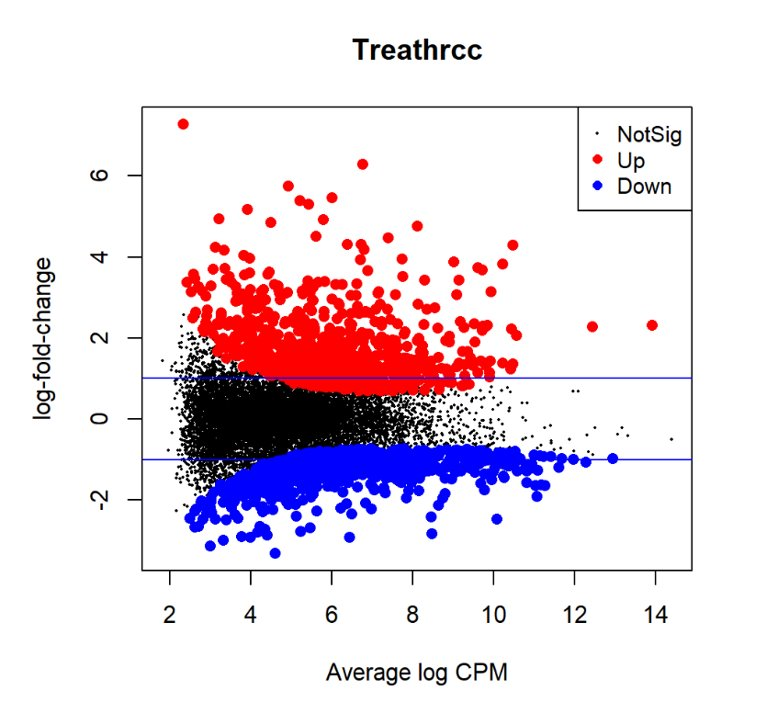 Treathrcc
NotSig
Up
Down
6
4
2
0
-2
log-fold-change
2 4 6 8 10 12 14
Average log CPM